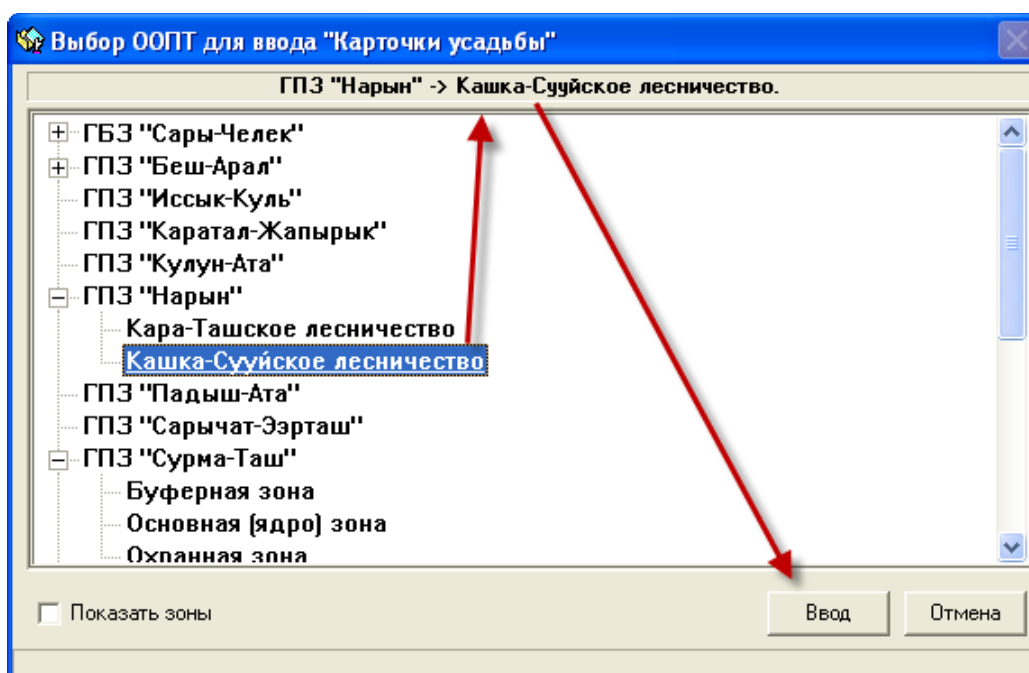 Выбор ООПТ для ввода "Карточки усадьбы"
ГПЗ "Нарын" -> Кашка-Сууйское лесничество.
ГБЗ "Сары-Челек"
ГПЗ "Беш-Арал"
ГПЗ "Иссык-Куль"
ГПЗ "Каратал-Жапырык"
ГПЗ "Кулун-Ата"
ГПЗ "Нарын"
Кара-Ташское лесничество
Кашка-Сууйское лесничество
ГПЗ "Падыш-Ата"
ГПЗ "Сарычат-Ээрташ"
ГПЗ "Сурма-Таш"
Буферная зона
Основная (ядро) зона
Охранная зона
Показать зоны
Ввод
Отмена